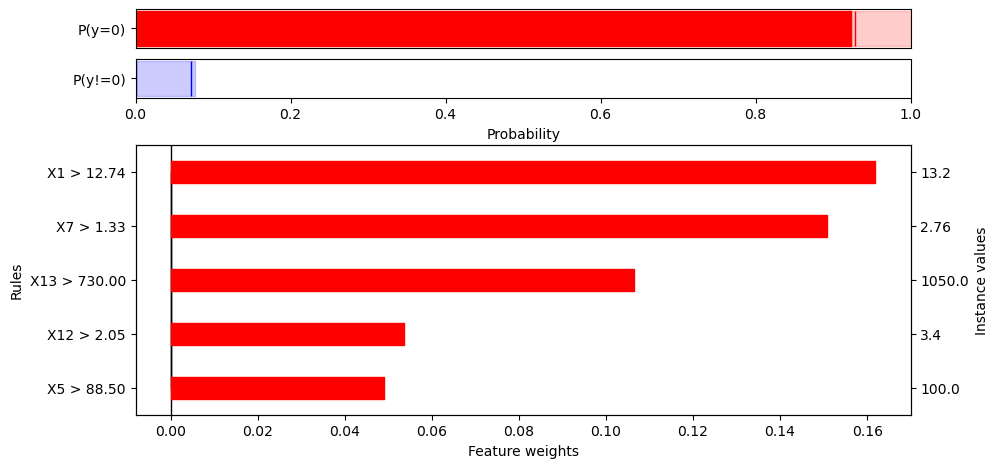 P(y=0)
P(y!=0)
0.0 0.2 0.4 0.6 0.8 1.0
Probability
X1 > 12.74 13.2
X7 > 1.33 2.76
X13 > 730.00 1050.0
X12 > 2.05 3.4
X5 > 88.50 100.0
Rules
Instance values
0.00 0.02 0.04 0.06 0.08 0.10 0.12 0.14 0.16
Feature weights